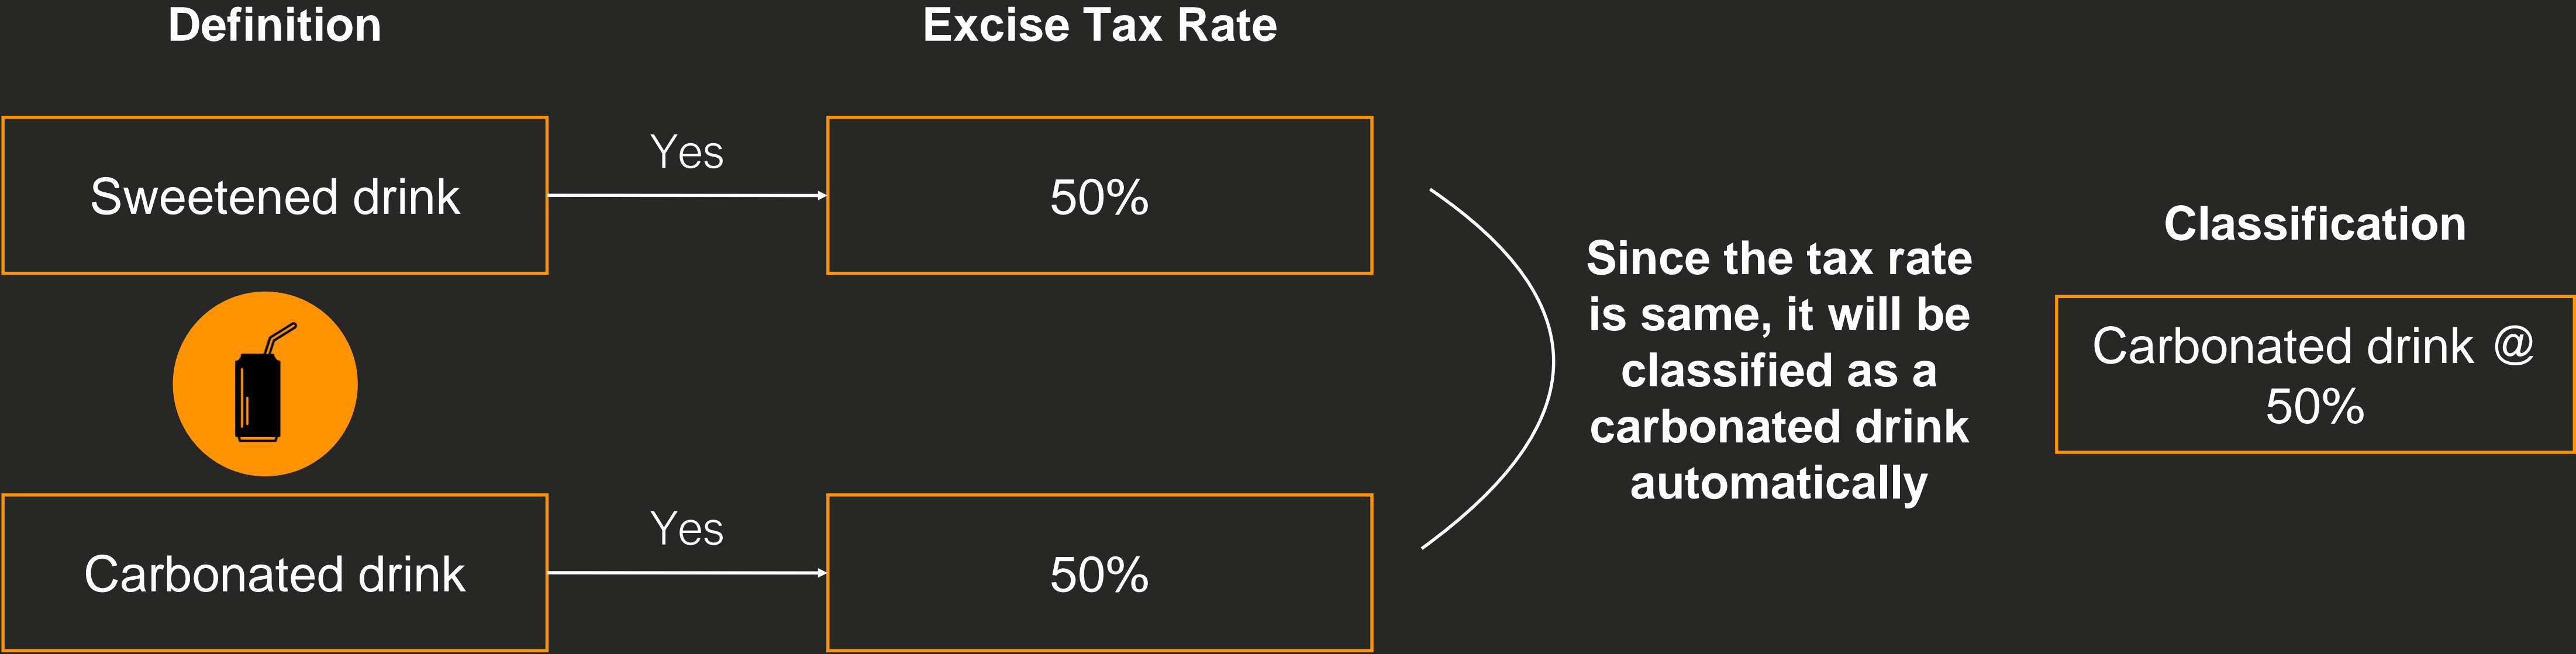 Definition
Excise Tax Rate
Sweetened drink
Yes
50%
Carbonated drink
Yes
50%
Since the tax rate
is same, it will be
classified as a
carbonated drink
automatically
Classification
Carbonated drink @
50%